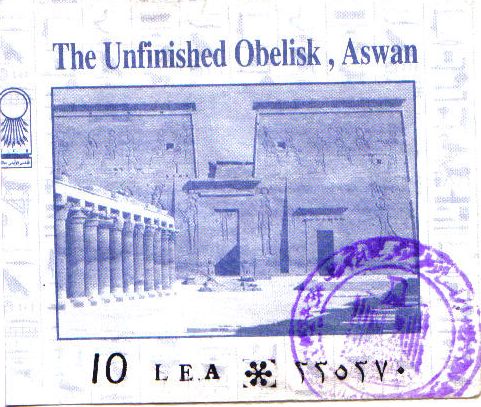 The Unfinished Obelisk , Aswan
10 L E. A ٢٢٥٢٧٠